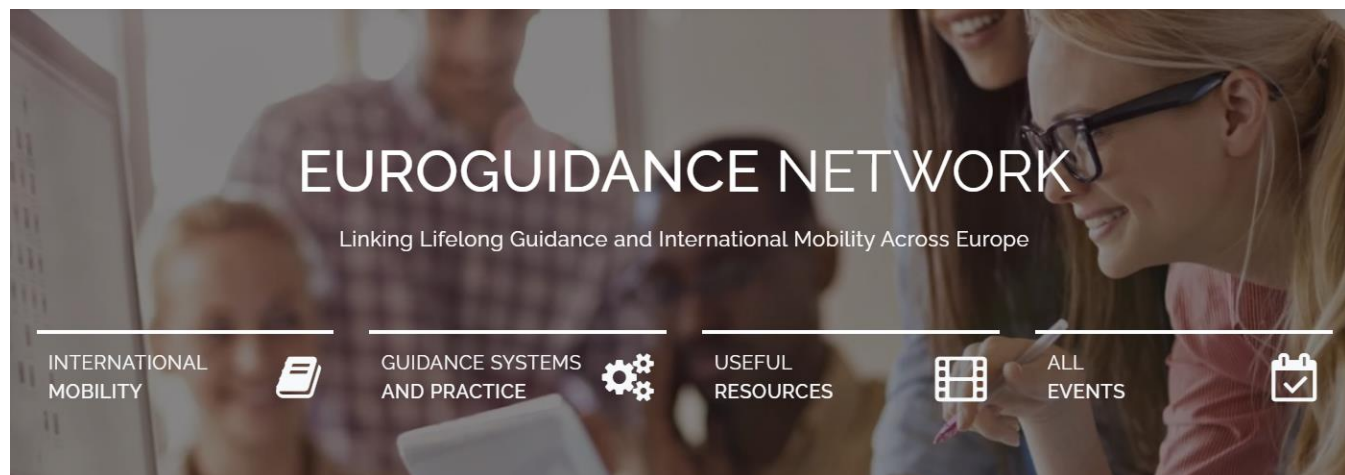 EUROGUIDANCE NETWORK
Linking Lifelong Guidance and International Mobility Across Europe
INTERNATIONAL
MOBILITY
GUIDANCE SYSTEMS
AND PRACTICE
USEFUL
RESOURCES
ALL
EVENTS